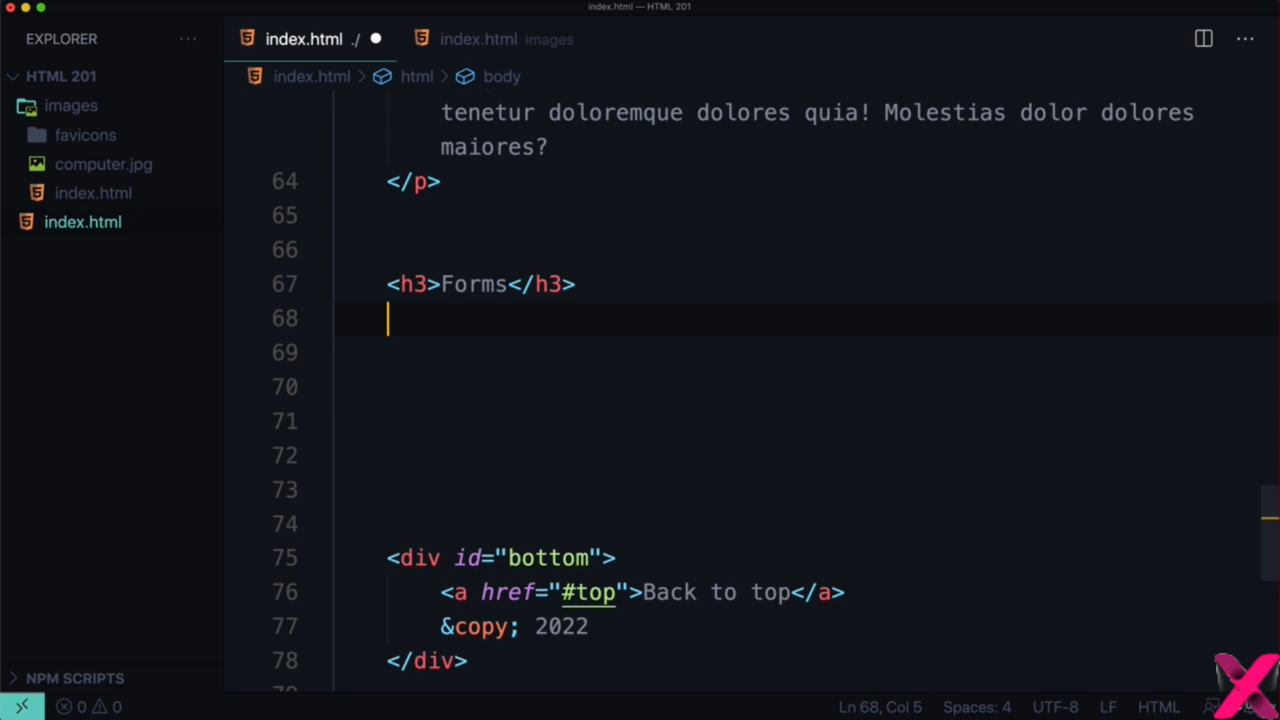 index.html — HTML 201
EXPLORER ...
index.html ./ ●
index.html images
HTML 201
index.html > html > body
images
favicons
computer.jpg
index.html
index.html
tenetur doloremque dolores quia! Molestias dolor dolores
maiores?
64 </p>
65
66
67 <h3>Forms</h3>
68
69
70
71
72
73
74
75 <div id="bottom">
76 <a href="#top">Back to top</a>
77 &copy; 2022
78 </div>
NPM SCRIPTS
0 0
Ln 68, Col 5 Spaces: 4 UTF-8 LF HTML
X